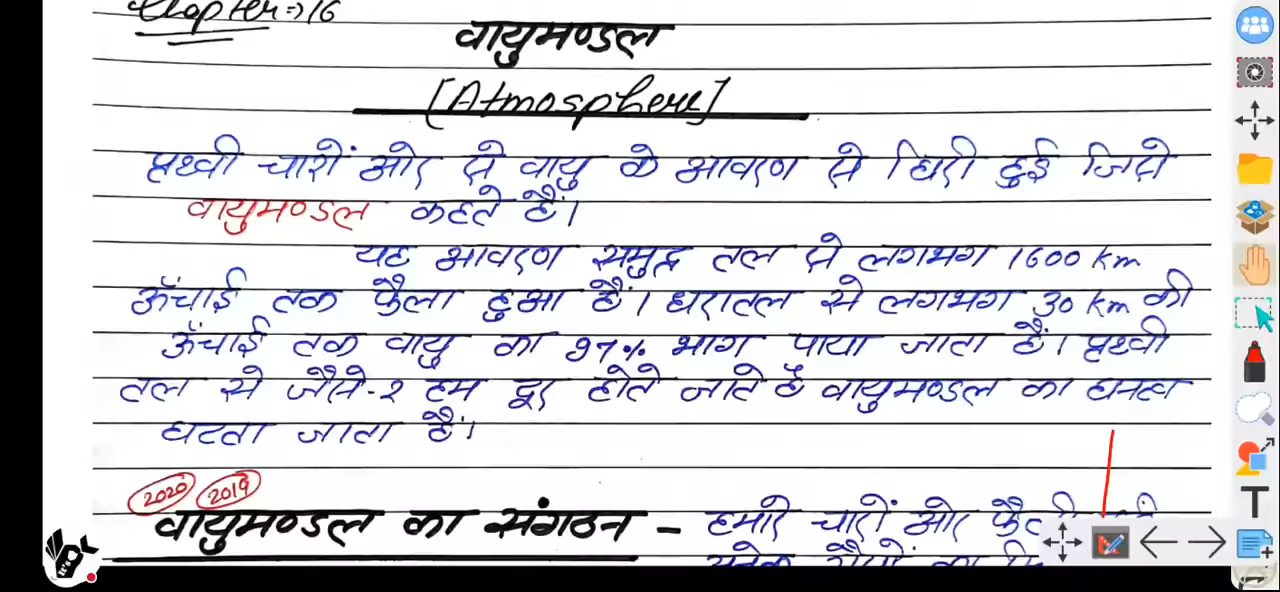 Chapter => 16
वायुमण्डल
[Atmosphere]
पृथ्वी चारों ओर से वायु के आवरण से घिरी हुई जिसे
वायुमण्डल कहते हैं।
यह आवरण समुद्र तल से लगभग 1600 km
ऊँचाई तक फैला हुआ है। धरातल से लगभग 30 km की
ऊँचाई तक वायु का 97% भाग पाया जाता है। पृथ्वी
तल से जैसे-२ हम दूर होते जाते है वायुमण्डल का घनत्व
घटता जाता है।
2020 2019
वायुमण्डल का संगठन - हमारे चारों ओर
अनेक गैसों का
T